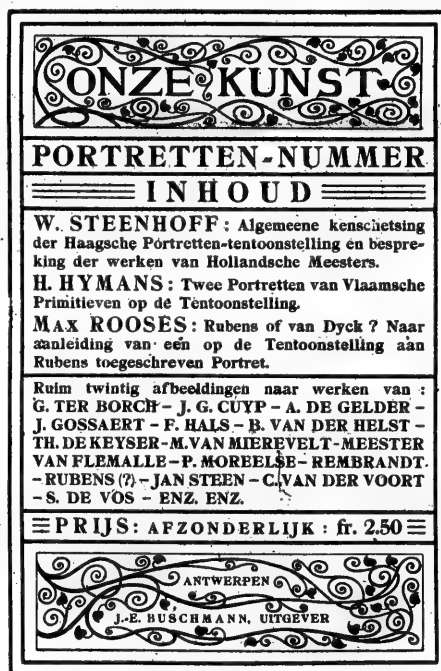 ONZE KUNST
PORTRETTEN-NUMMER
INHOUD
W. STEENHOFF: Algemeene kenschetsing
der Haagsche Portretten-tentoonstelling en bespre-
king der werken van Hollandsche Meesters.
H. HYMANS: Twee Portretten van Vlaamsche
Primitieven op de Tentoonstelling.
MAX ROOSES: Rubens of van Dyck? Naar
aanleiding van een op de Tentoonstelling aan
Rubens toegeschreven Portret.
Ruim twintig afbeeldingen naar werken van :
G. TER BORCH – J. G. CUYP – A. DE GELDER –
J. GOSSAERT – F. HALS – B. VAN DER HELST –
TH. DE KEYSER – M. VAN MIEREVELT – MEESTER
VAN FLEMALLE – P. MOREELSE – REMBRANDT
– RUBENS (?) – JAN STEEN – C. VAN DER VOORT
– S. DE VOS – ENZ. ENZ.
PRIJS: AFZONDERLIJK : fr. 2.50
ANTWERPEN
J.-E. BUSCHMANN, UITGEVER